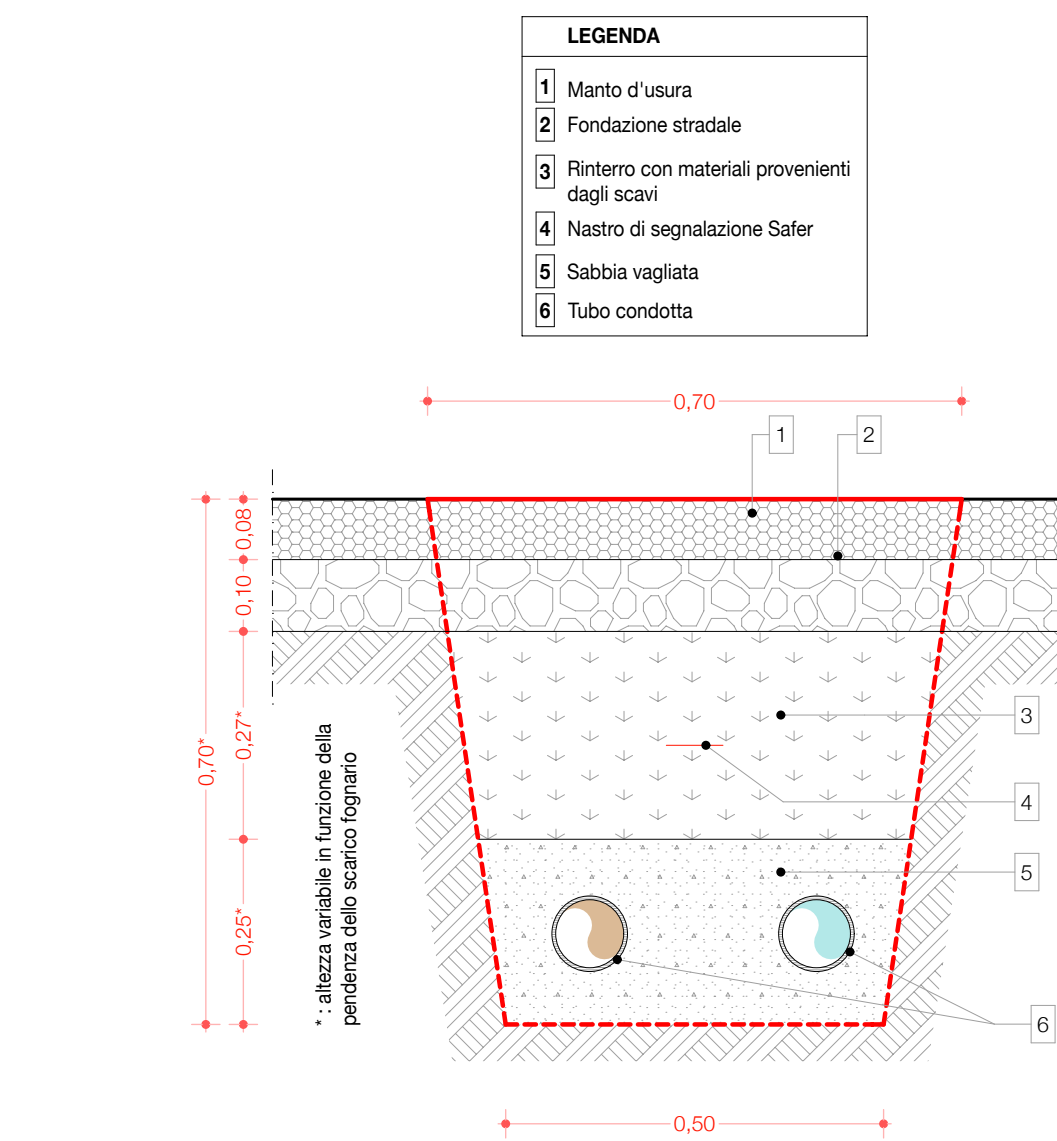 LEGENDA
1 Manto d'usura
2 Fondazione stradale
3 Rinterro con materiali provenienti
dagli scavi
4 Nastro di segnalazione Safer
5 Sabbia vagliata
6 Tubo condotta
0,70
1
2
0,08
0,10
0,27*
0,70*
0,25*
* : altezza variabile in funzione della
pendenza dello scarico fognario
3
4
5
6
0,50